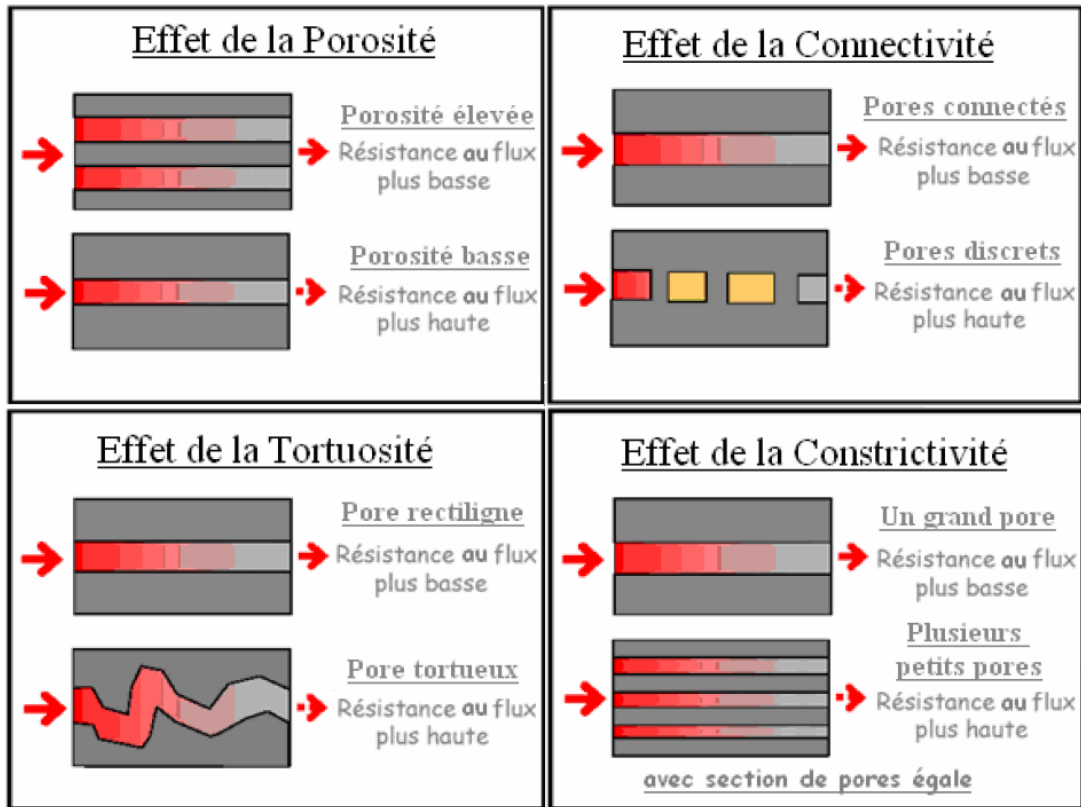 Effet de la Porosité
Porosité élevée
Résistance au flux
plus basse
Porosité basse
Résistance au flux
plus haute
Effet de la Connectivité
Pores connectés
Résistance au flux
plus basse
Pores discrets
Résistance au flux
plus haute
Effet de la Tortuosité
Pore rectiligne
Résistance au flux
plus basse
Pore tortueux
Résistance au flux
plus haute
Effet de la Constrictivité
Un grand pore
Résistance au flux
plus basse
Plusieurs
petits pores
Résistance au flux
plus haute
avec section de pores égale